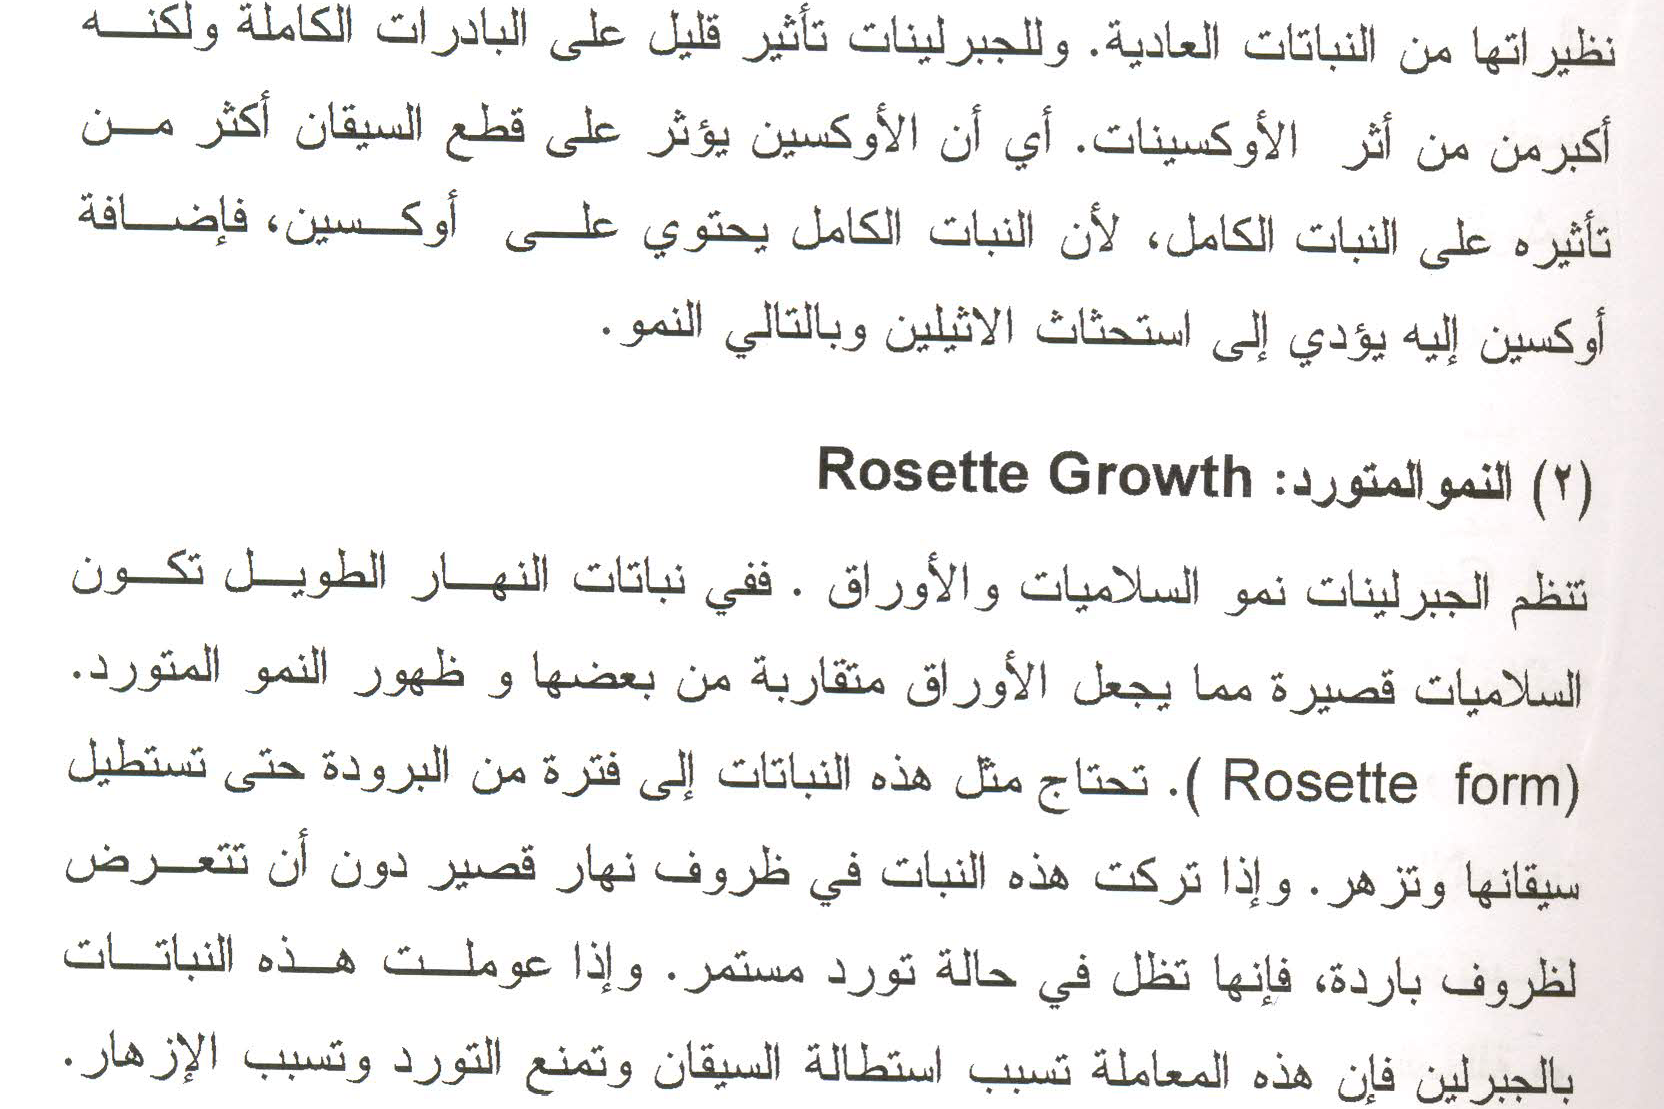 نظيراتها من النباتات العادية. وللجبرلينات تأثير قليل على البادرات الكاملة ولكنه
أكبرمن من أثر الأوكسينات. أي أن الأوكسين يؤثر على قطع السيقان أكثر من
تأثيره على النبات الكامل، لأن النبات الكامل يحتوي على أوكسين، فإضافة
أوكسين إليه يؤدي إلى استحثاث الاثيلين وبالتالي النمو.
(٢) النمو المتورد: Rosette Growth
تنظم الجبرلينات نمو السلاميات والأوراق . ففي نباتات النهار الطويل تكون
السلاميات قصيرة مما يجعل الأوراق متقاربة من بعضها و ظهور النمو المتورد.
(Rosette form ). تحتاج مثل هذه النباتات إلى فترة من البرودة حتى تستطيل
سيقانها وتزهر. وإذا تركت هذه النبات في ظروف نهار قصير دون أن تتعرض
لظروف باردة، فإنها تظل في حالة تورد مستمر. وإذا عوملت هذه النباتات
بالجبرلين فإن هذه المعاملة تسبب استطالة السيقان وتمنع التورد وتسبب الإزهار.